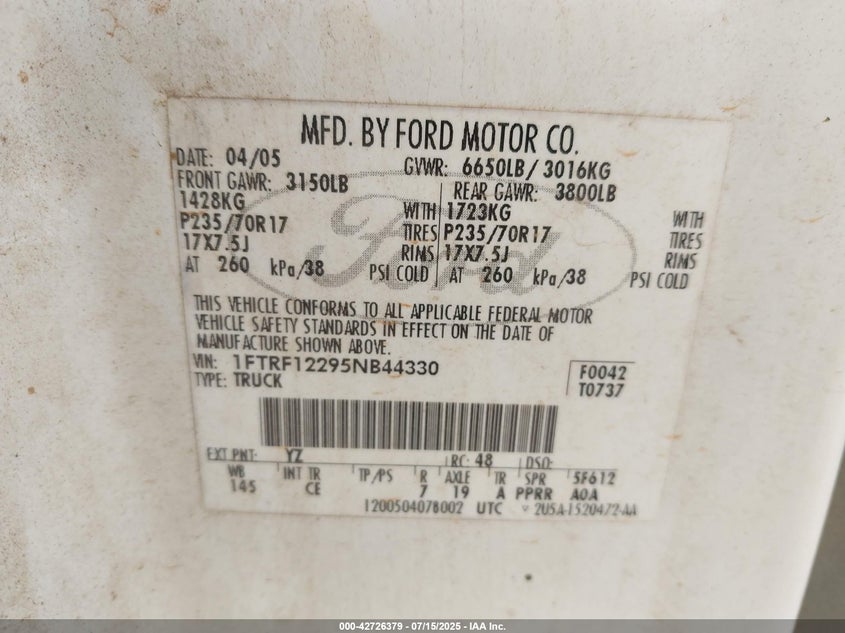 MFD. BY FORD MOTOR CO.
DATE: 04/05 GVWR: 6650LB/ 3016KG
FRONT GAWR: 3150LB REAR GAWR: 3800LB
1428KG WITH 1723KG WITH
P235/70R17 TIRES P235/70R17 TIRES
17X7.5J RIMS 17X7.5J RIMS
AT 260 kPa/38 PSI COLD AT 260 kPa/38 PSI COLD
Ford
THIS VEHICLE CONFORMS TO ALL APPLICABLE FEDERAL MOTOR
VEHICLE SAFETY STANDARDS IN EFFECT ON THE DATE OF
MANUFACTURE SHOWN ABOVE.
VIN: 1FTRF12295NB44330 F0042
TYPE: TRUCK T0737
EXT PNT: YZ RC: 48 DSO:
WB INT TR TP/PS R AXLE TR SPR 5F612
145 CE 7 19 A PPRR AOA
120050407B002 UTC 2U5A-1520472-AA
000-42726379 - 07/15/2025 - IAA Inc.